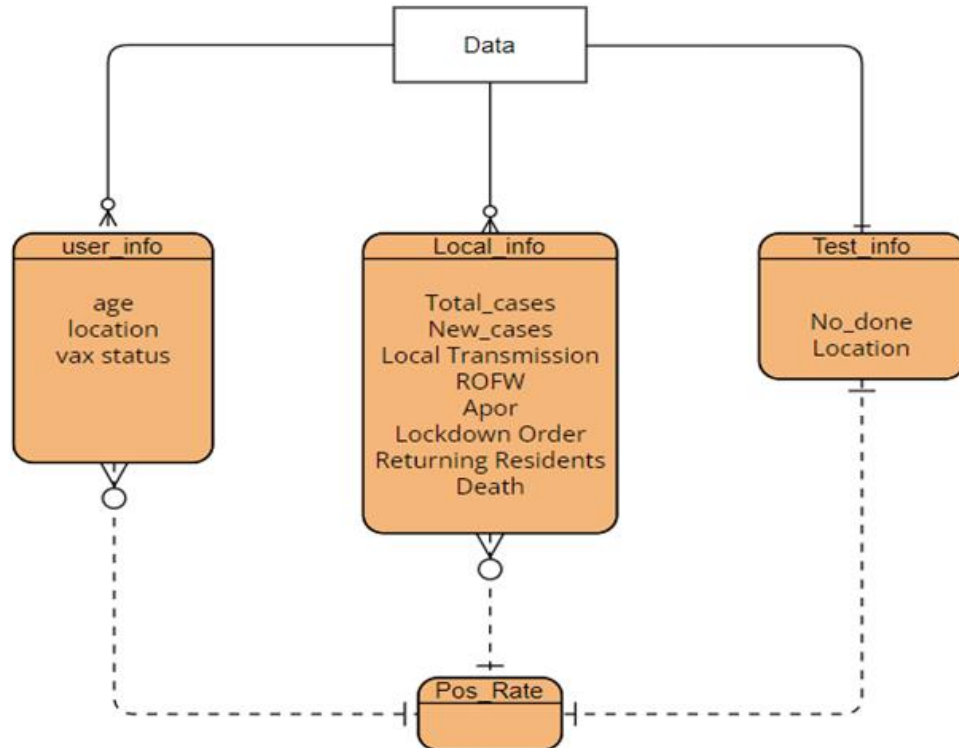 Data
user_info
age
location
vax status
Local_info
Total_cases
New_cases
Local Transmission
ROFW
Apor
Lockdown Order
Returning Residents
Death
Test_info
No_done
Location
Pos_Rate